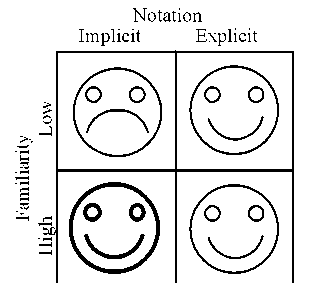 Notation
Implicit Explicit
Familiarity
Low
High